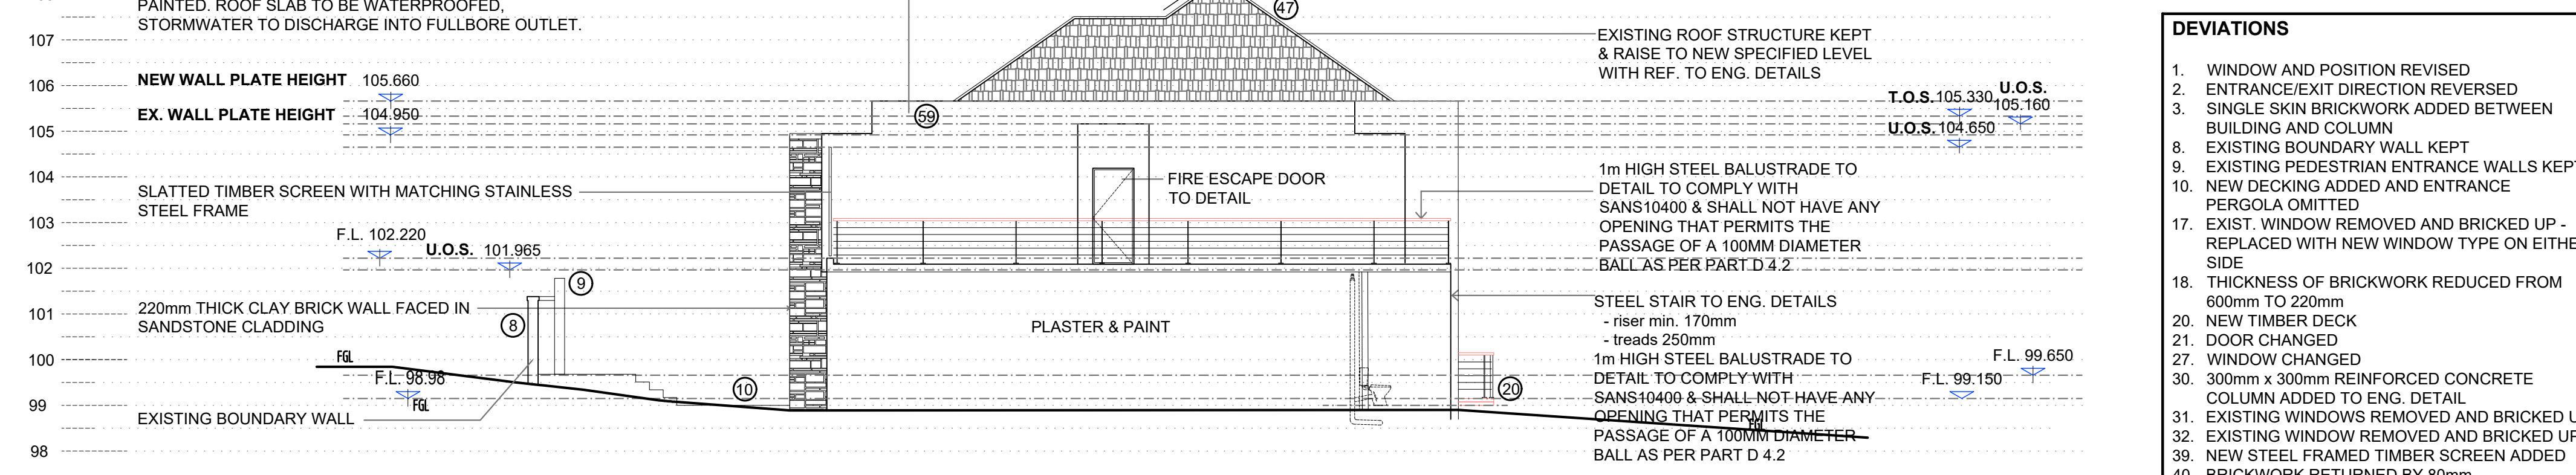 PAINTED. ROOF SLAB TO BE WATERPROOFED,
STORMWATER TO DISCHARGE INTO FULLBORE OUTLET.
107
106
105
104
103
102
101
100
99
98
NEW WALL PLATE HEIGHT 105.660
EX. WALL PLATE HEIGHT 104.950
SLATTED TIMBER SCREEN WITH MATCHING STAINLESS
STEEL FRAME
F.L. 102.220
U.O.S. 101.965
220mm THICK CLAY BRICK WALL FACED IN
SANDSTONE CLADDING
FGL
F.L. 98.98
FGL
EXISTING BOUNDARY WALL
9
8
10
47
59
FIRE ESCAPE DOOR
TO DETAIL
PLASTER & PAINT
20
EXISTING ROOF STRUCTURE KEPT
& RAISE TO NEW SPECIFIED LEVEL
WITH REF. TO ENG. DETAILS
T.O.S. 105.330
U.O.S.
105.160
U.O.S. 104.650
1m HIGH STEEL BALUSTRADE TO
DETAIL TO COMPLY WITH
SANS10400 & SHALL NOT HAVE ANY
OPENING THAT PERMITS THE
PASSAGE OF A 100MM DIAMETER
BALL AS PER PART D 4.2
STEEL STAIR TO ENG. DETAILS
- riser min. 170mm
- treads 250mm
1m HIGH STEEL BALUSTRADE TO
DETAIL TO COMPLY WITH
SANS10400 & SHALL NOT HAVE ANY
OPENING THAT PERMITS THE
PASSAGE OF A 100MM DIAMETER
BALL AS PER PART D 4.2
F.L. 99.650
F.L. 99.150
FGL
DEVIATIONS
1. WINDOW AND POSITION REVISED
2. ENTRANCE/EXIT DIRECTION REVERSED
3. SINGLE SKIN BRICKWORK ADDED BETWEEN
BUILDING AND COLUMN
8. EXISTING BOUNDARY WALL KEPT
9. EXISTING PEDESTRIAN ENTRANCE WALLS KEPT
10. NEW DECKING ADDED AND ENTRANCE
PERGOLA OMITTED
17. EXIST. WINDOW REMOVED AND BRICKED UP -
REPLACED WITH NEW WINDOW TYPE ON EITHE
SIDE
18. THICKNESS OF BRICKWORK REDUCED FROM
600mm TO 220mm
20. NEW TIMBER DECK
21. DOOR CHANGED
27. WINDOW CHANGED
30. 300mm x 300mm REINFORCED CONCRETE
COLUMN ADDED TO ENG. DETAIL
31. EXISTING WINDOWS REMOVED AND BRICKED U
32. EXISTING WINDOW REMOVED AND BRICKED UP
39. NEW STEEL FRAMED TIMBER SCREEN ADDED
40. BRICKWORK RETURNED BY 80mm